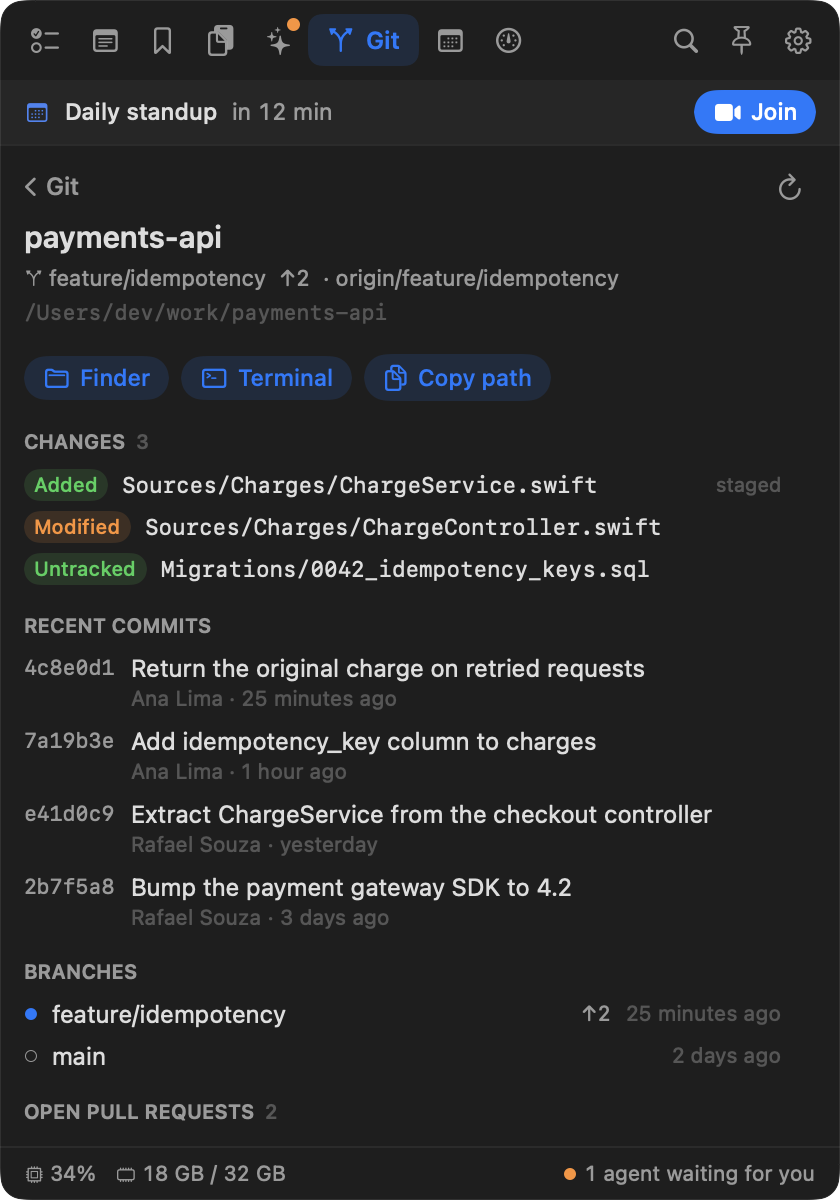 Git
Daily standup in 12 min
Join
Git
payments-api
feature/idempotency ↑2 · origin/feature/idempotency
/Users/dev/work/payments-api
Finder Terminal Copy path
CHANGES 3
Added Sources/Charges/ChargeService.swift staged
Modified Sources/Charges/ChargeController.swift
Untracked Migrations/0042_idempotency_keys.sql
RECENT COMMITS
4c8e0d1 Return the original charge on retried requests
Ana Lima · 25 minutes ago
7a19b3e Add idempotency_key column to charges
Ana Lima · 1 hour ago
e41d0c9 Extract ChargeService from the checkout controller
Rafael Souza · yesterday
2b7f5a8 Bump the payment gateway SDK to 4.2
Rafael Souza · 3 days ago
BRANCHES
feature/idempotency ↑2 25 minutes ago
main 2 days ago
OPEN PULL REQUESTS 2
34% 18 GB / 32 GB 1 agent waiting for you